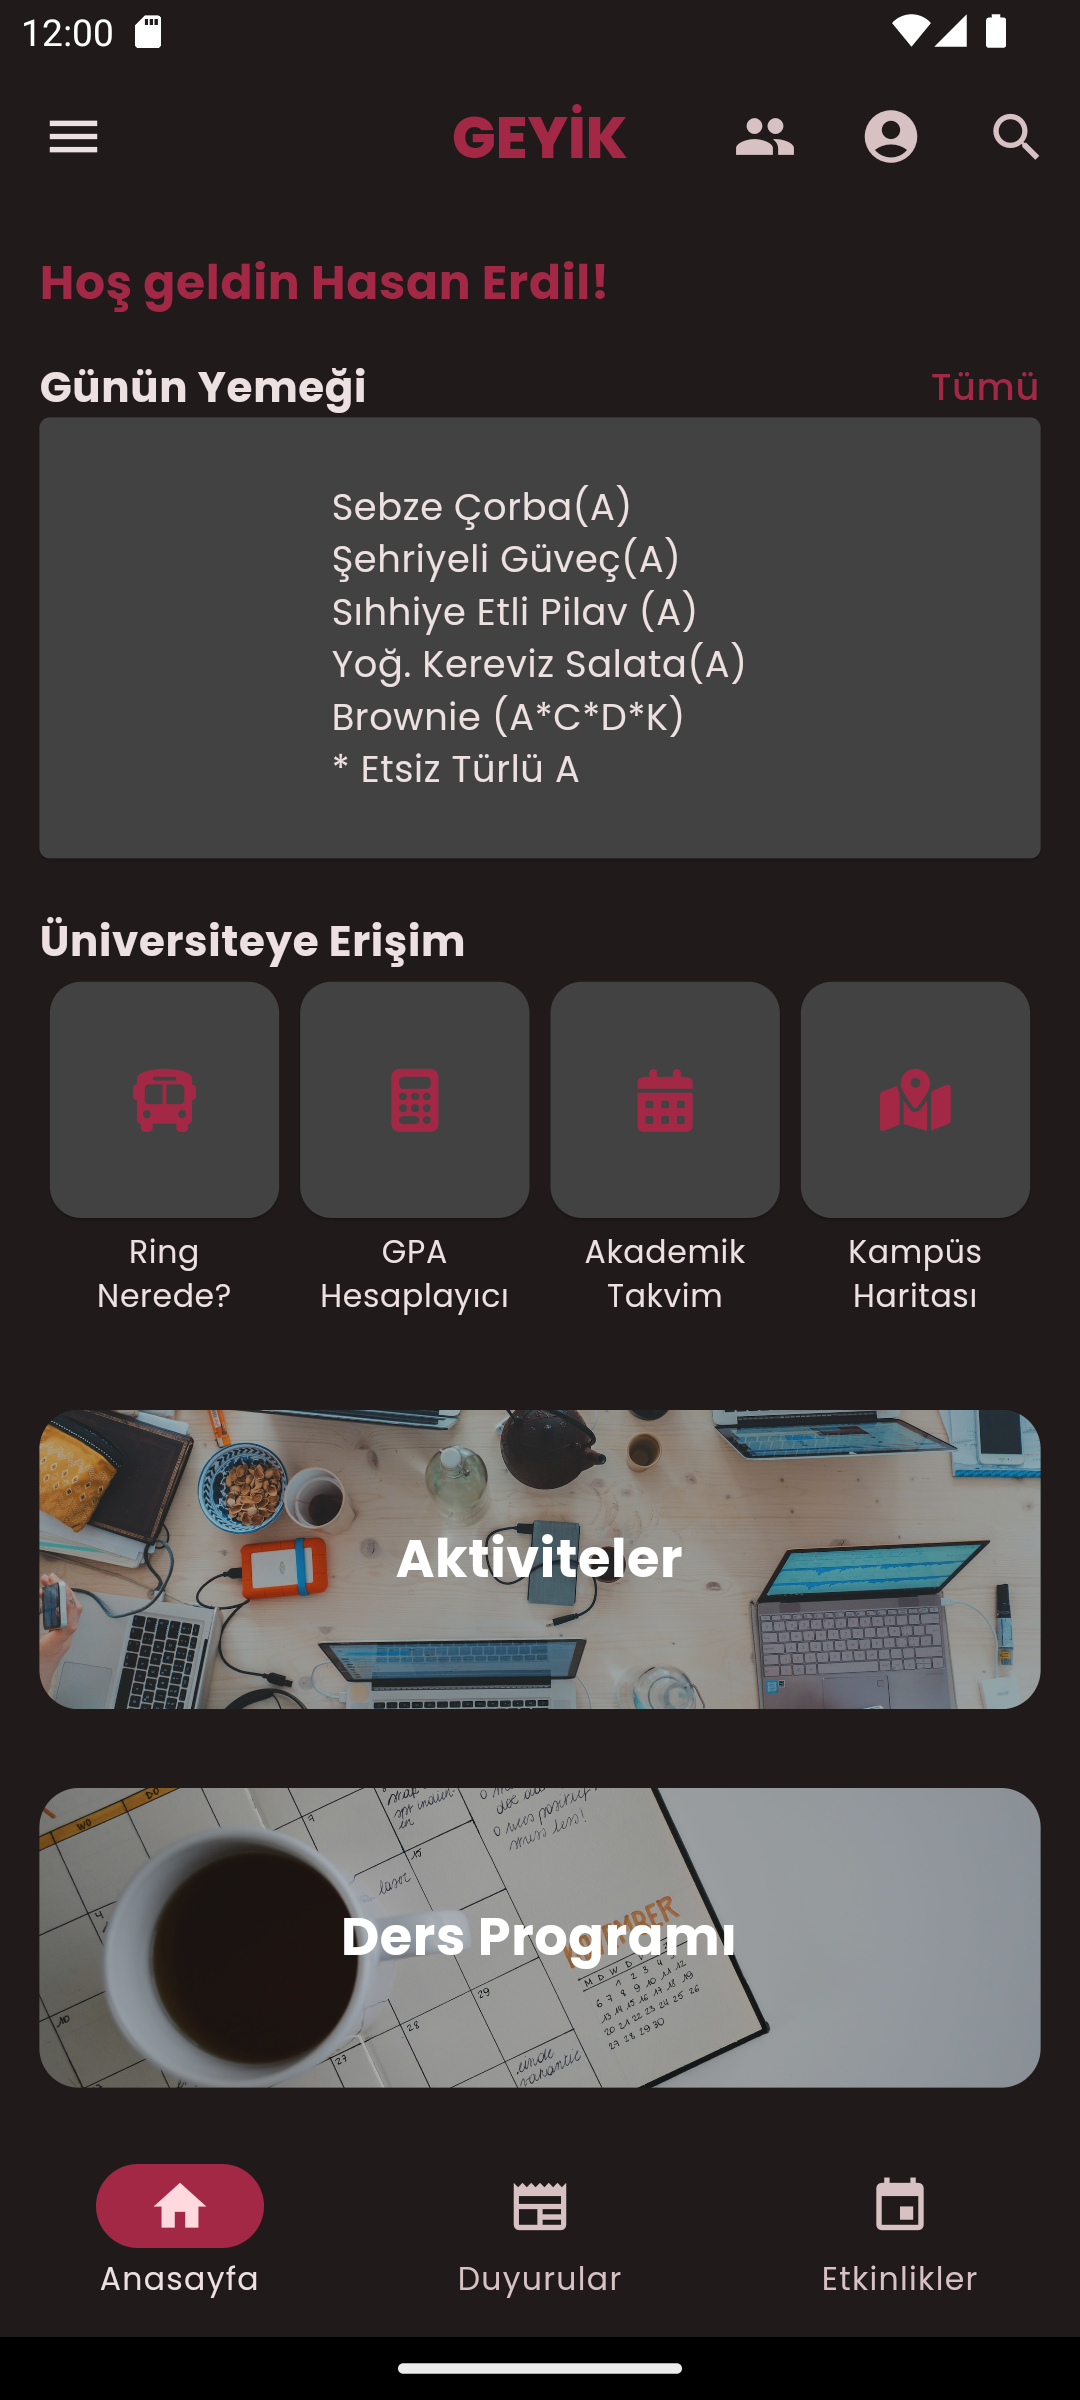 12:00
GEYİK
Hoş geldin Hasan Erdil!
Günün Yemeği
Tümü
Sebze Çorba(A)
Şehriyeli Güveç(A)
Sıhhiye Etli Pilav (A)
Yoğ. Kereviz Salata(A)
Brownie (A*C*D*K)
* Etsiz Türlü A
Üniversiteye Erişim
Ring
Nerede?
GPA
Hesaplayıcı
Akademik
Takvim
Kampüs
Haritası
Aktiviteler
Ders Programı
Anasayfa
Duyurular
Etkinlikler